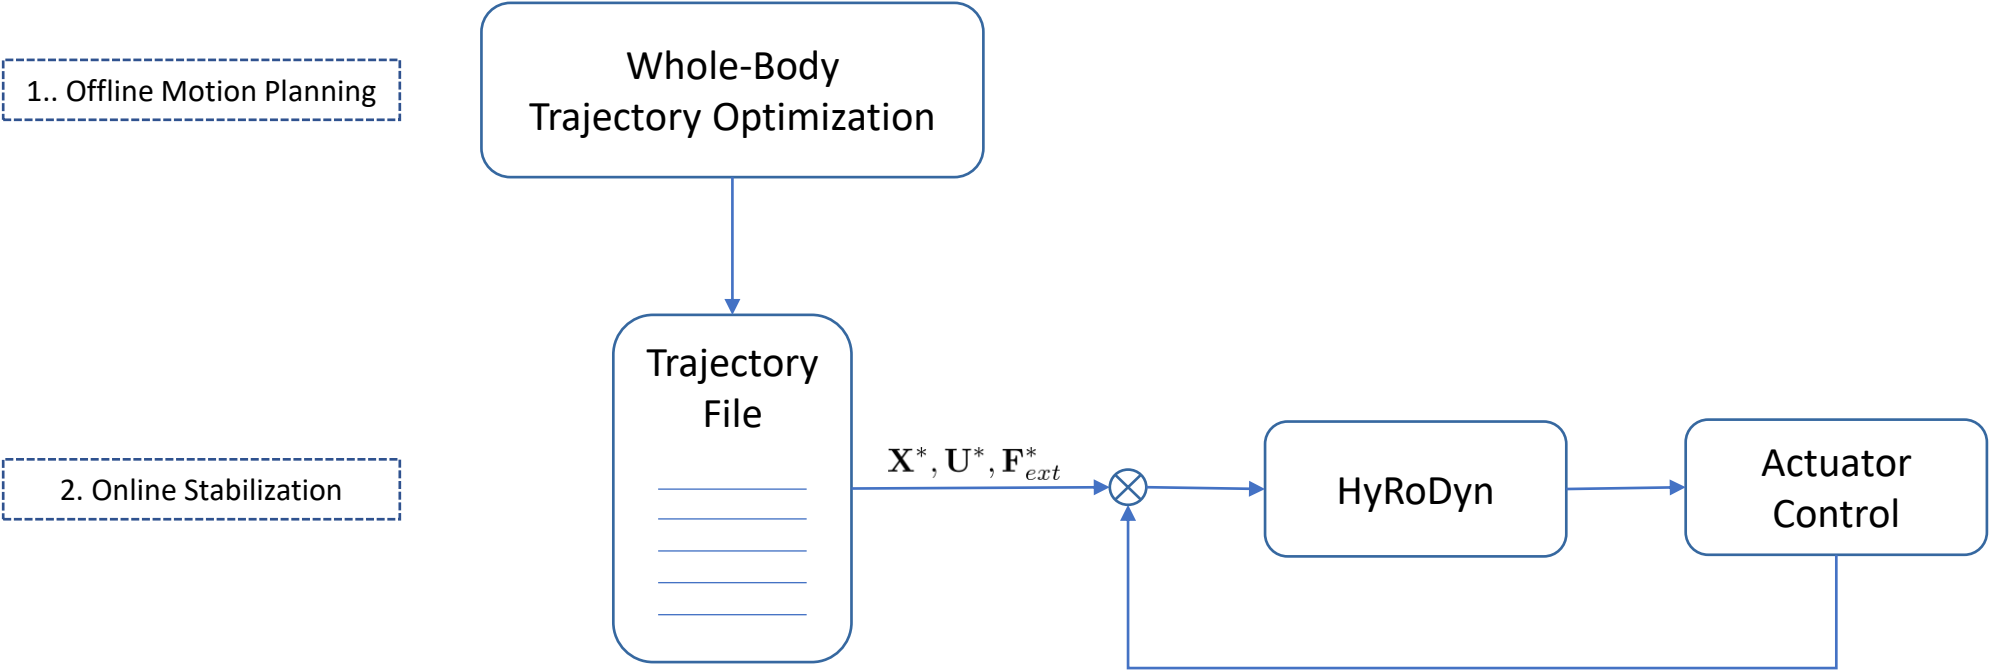 1.. Offline Motion Planning
Whole-Body
Trajectory Optimization
Trajectory
File
2. Online Stabilization
X*, U*, F*ext
HyRoDyn
Actuator
Control